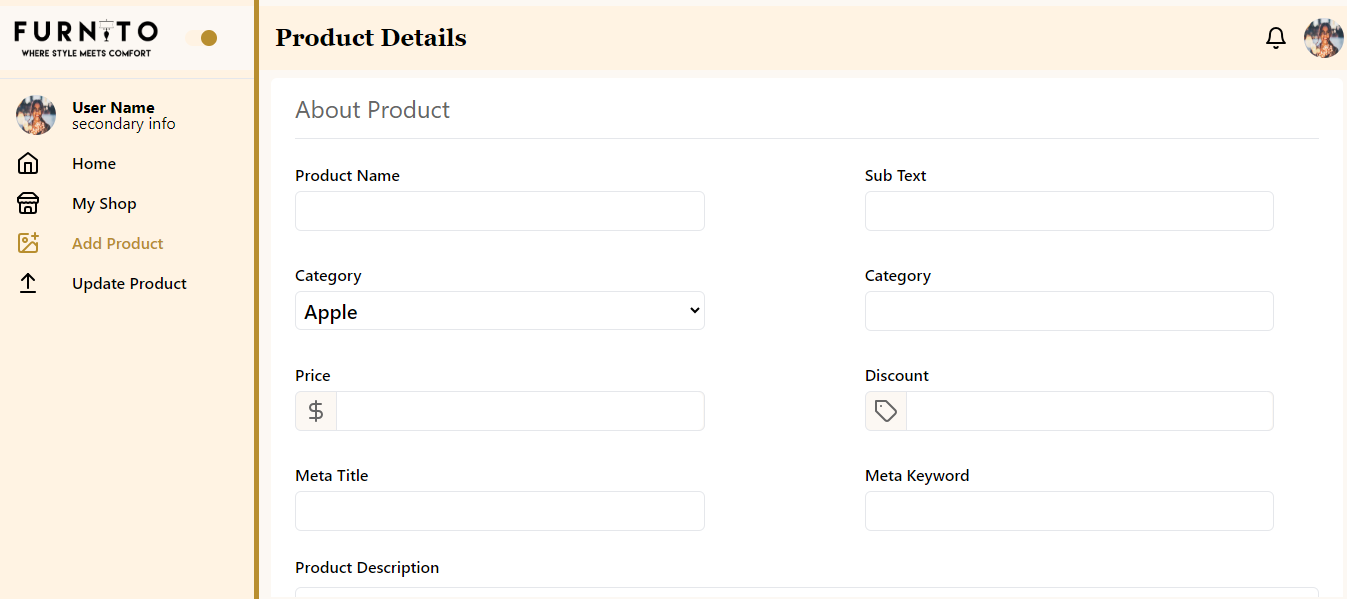 FURNITO
WHERE STYLE MEETS COMFORT
Product Details
User Name
secondary info
Home
My Shop
Add Product
Update Product
About Product
Product Name
Sub Text
Category
Category
Apple
Price
Discount
$
Meta Title
Meta Keyword
Product Description